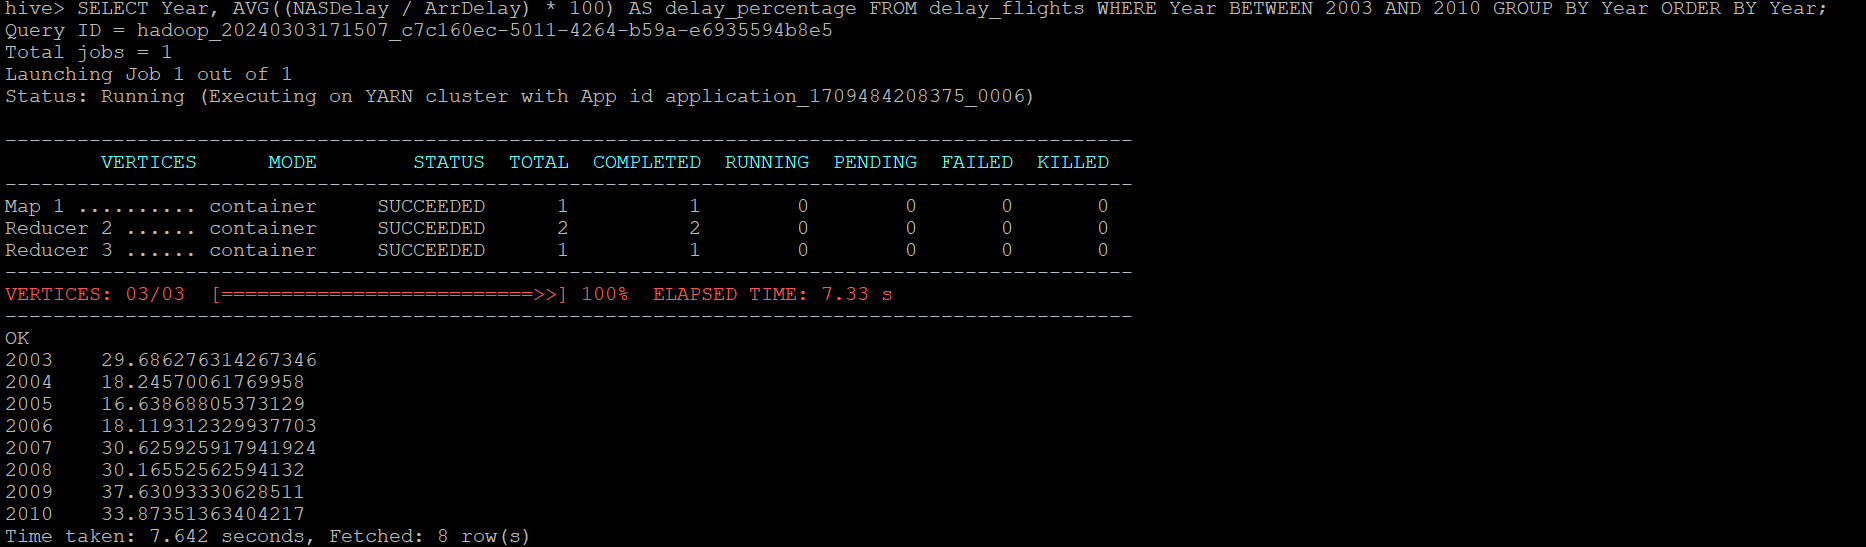 hive> SELECT Year, AVG((NASDelay / ArrDelay) * 100) AS delay_percentage FROM delay_flights WHERE Year BETWEEN 2003 AND 2010 GROUP BY Year ORDER BY Year;
Query ID = hadoop_20240303171507_c7c160ec-5011-4264-b59a-e6935594b8e5
Total jobs = 1
Launching Job 1 out of 1
Status: Running (Executing on YARN cluster with App id application_1709484208375_0006)
----------------------------------------------------------------------------------------------
        VERTICES      MODE        STATUS  TOTAL  COMPLETED  RUNNING  PENDING  FAILED  KILLED
----------------------------------------------------------------------------------------------
Map 1 .......... container     SUCCEEDED      1          1        0        0       0       0
Reducer 2 ...... container     SUCCEEDED      2          2        0        0       0       0
Reducer 3 ...... container     SUCCEEDED      1          1        0        0       0       0
----------------------------------------------------------------------------------------------
VERTICES: 03/03  [==========================>>] 100%  ELAPSED TIME: 7.33 s
----------------------------------------------------------------------------------------------
OK
2003    29.686276314267346
2004    18.24570061769958
2005    16.63868805373129
2006    18.119312329937703
2007    30.625925917941924
2008    30.16552562594132
2009    37.63093330628511
2010    33.87351363404217
Time taken: 7.642 seconds, Fetched: 8 row(s)